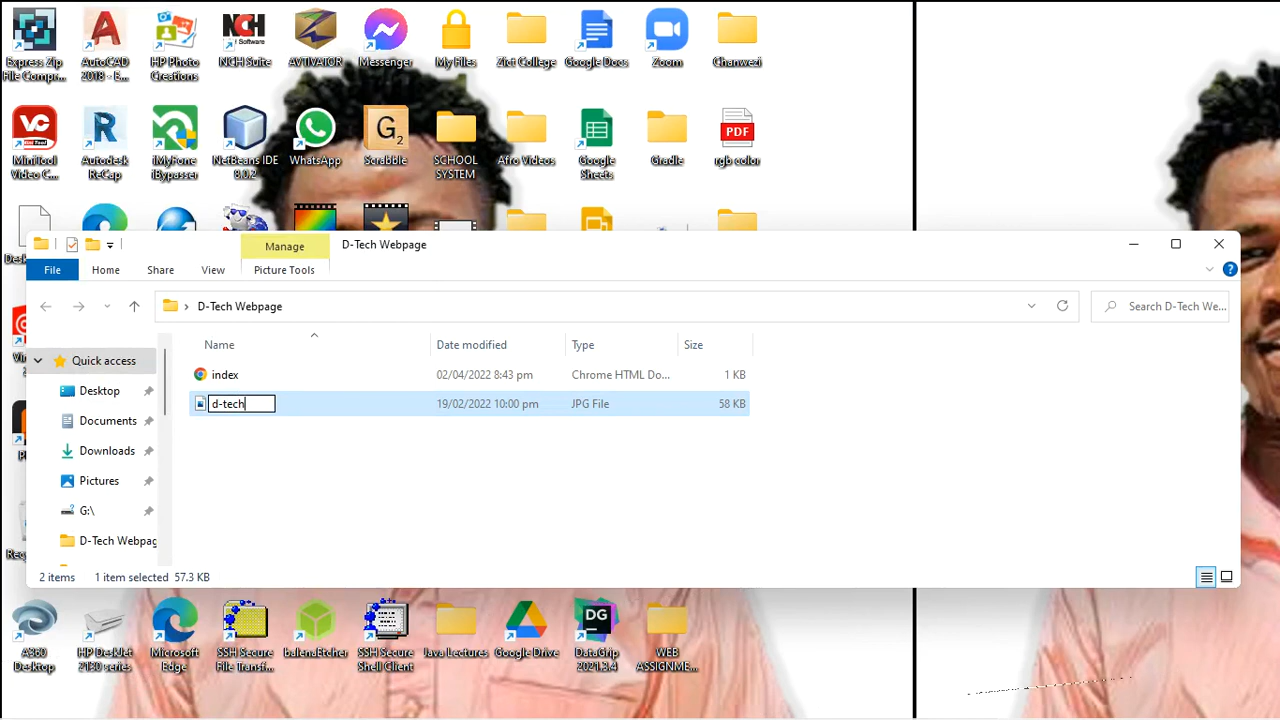 Express Zip
File Compr...
AutoCAD
2018 - E...
HP Photo
Creations
NCH Software
NCH Suite
AVTIVATOR
Messenger
My Files
Zict College
Google Docs
Zoom
Chanwezi
VC
MiniTool
Video C...
Autodesk
ReCap
iMyFone
iBypasser
NetBeans IDE
8.0.2
WhatsApp
G2
Scrabble
SCHOOL
SYSTEM
Afro Videos
Google
Sheets
Gradle
PDF
rgb color
Manage
D-Tech Webpage
File
Home
Share
View
Picture Tools
D-Tech Webpage
Search D-Tech We...
Name
Date modified
Type
Size
Quick access
index
02/04/2022 8:43 pm
Chrome HTML Do...
1 KB
Desktop
d-tech
19/02/2022 10:00 pm
JPG File
58 KB
Documents
Downloads
Pictures
G:\
D-Tech Webpag
2 items
1 item selected 57.3 KB
A360
Desktop
HP DeskJet
2130 series
Microsoft
Edge
SSH Secure
File Transf...
balenaEtcher
SSH Secure
Shell Client
Java Lectures
Google Drive
DG
DataGrip
2021.3.4
WEB
ASSIGNME...